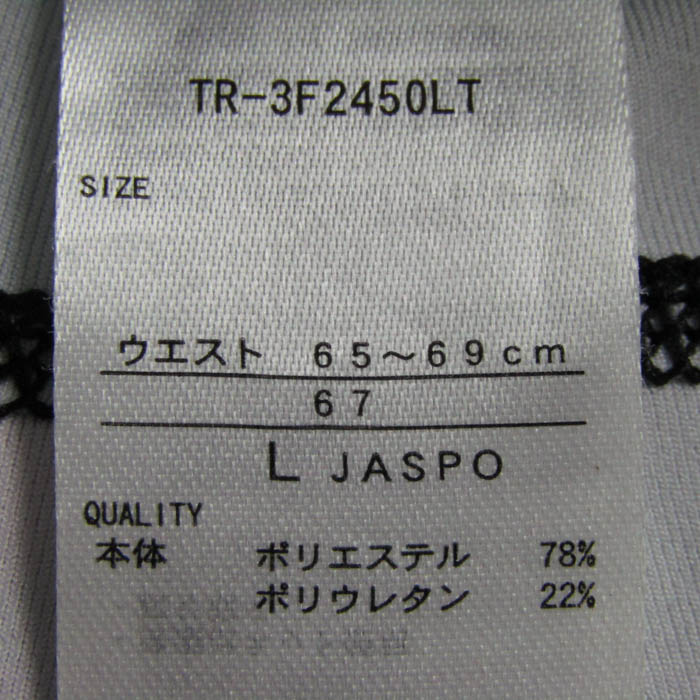 TR-3F2450LT
SIZE
ウエスト 65～69cm
67
L JASPO
QUALITY
本体 ポリエステル 78%
ポリウレタン 22%